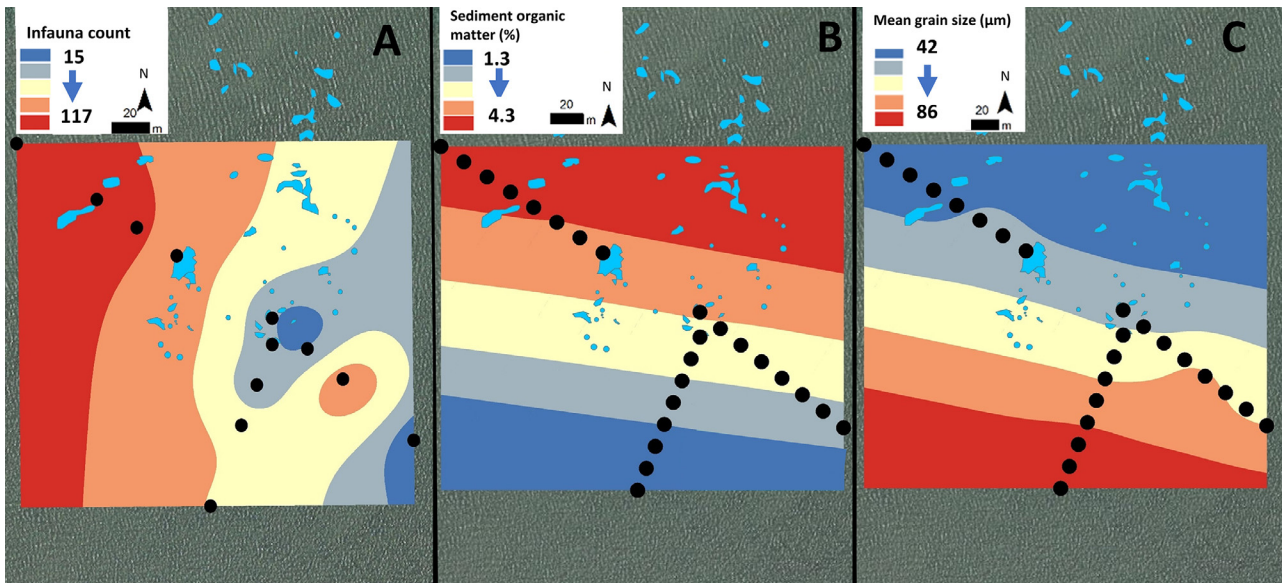 Infauna count
15
117
N
20
m
A
Sediment organic
matter (%)
1.3
4.3
N
20
m
B
Mean grain size (µm)
42
86
N
20
m
C